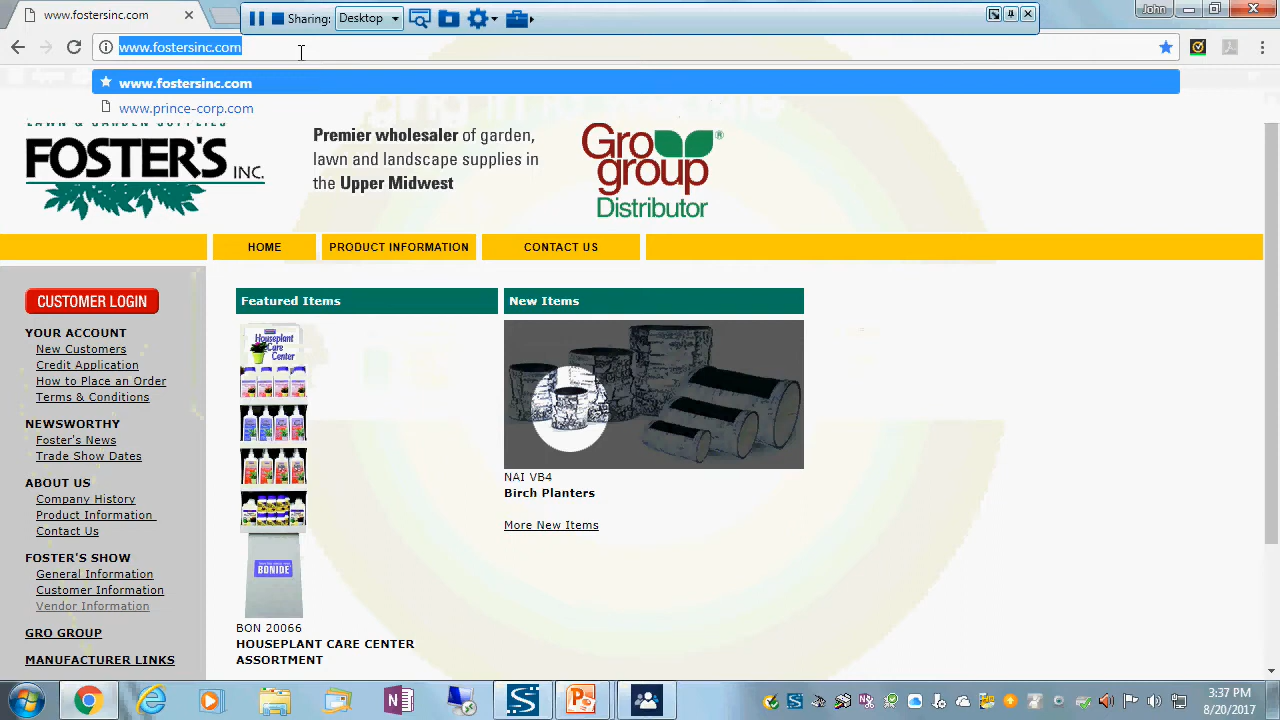 www.fostersinc.com
Sharing: Desktop
John
www.fostersinc.com
www.fostersinc.com
www.prince-corp.com
LAWN & GARDEN SUPPLIES
FOSTER'S INC.
Premier wholesaler of garden,
lawn and landscape supplies in
the Upper Midwest
Gro
group
Distributor
HOME
PRODUCT INFORMATION
CONTACT US
CUSTOMER LOGIN
YOUR ACCOUNT
New Customers
Credit Application
How to Place an Order
Terms & Conditions
NEWSWORTHY
Foster's News
Trade Show Dates
ABOUT US
Company History
Product Information
Contact Us
FOSTER'S SHOW
General Information
Customer Information
Vendor Information
GRO GROUP
MANUFACTURER LINKS
Featured Items
Houseplant
Care
Center
BONIDE
BON 20066
HOUSEPLANT CARE CENTER
ASSORTMENT
New Items
NAI VB4
Birch Planters
More New Items
3:37 PM
8/20/2017